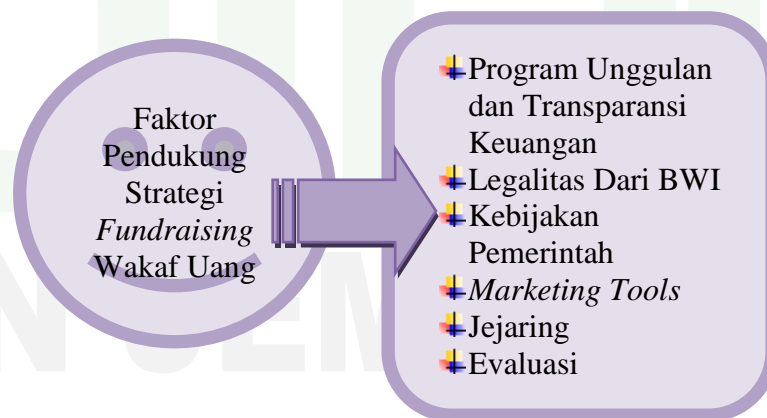 Faktor
Pendukung
Strategi
Fundraising
Wakaf Uang
Program Unggulan
dan Transparansi
Keuangan
Legalitas Dari BWI
Kebijakan
Pemerintah
Marketing Tools
Jejaring
Evaluasi